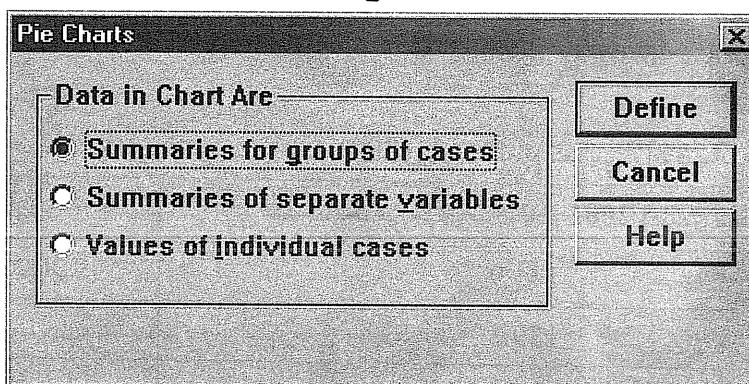 Pie Charts
Data in Chart Are
Summaries for groups of cases
Summaries of separate variables
Values of individual cases
Define
Cancel
Help